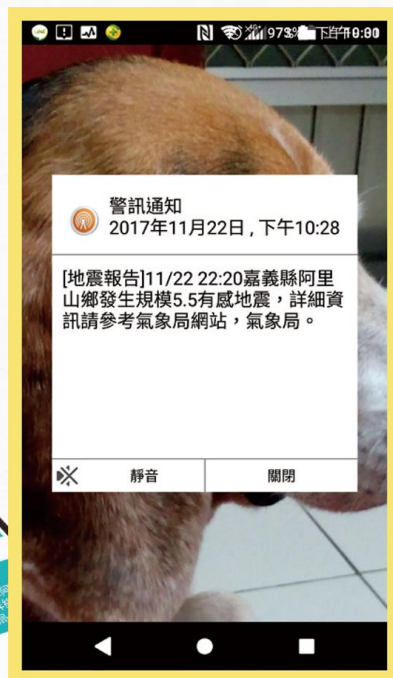 警訊通知
2017年11月22日 , 下午10:28
[地震報告]11/22 22:20嘉義縣阿里
山鄉發生規模5.5有感地震，詳細資
訊請參考氣象局網站，氣象局。
靜音
關閉